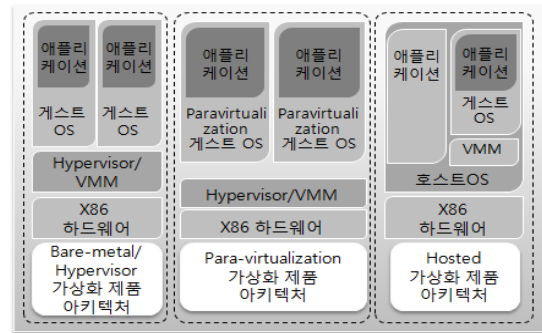 애플리
케이션
애플리
케이션
게스트
OS
게스트
OS
Hypervisor/
VMM
X86
하드웨어
Bare-metal/
Hypervisor
가상화 제품
아키텍처
애플리
케이션
애플리
케이션
Paravirtuali
zation
게스트 OS
Paravirtuali
zation
게스트 OS
Hypervisor/VMM
X86 하드웨어
Para-virtualization
가상화 제품
아키텍처
애플리
케이션
애플리
케이션
게스트
OS
VMM
호스트OS
X86
하드웨어
Hosted
가상화 제품
아키텍처